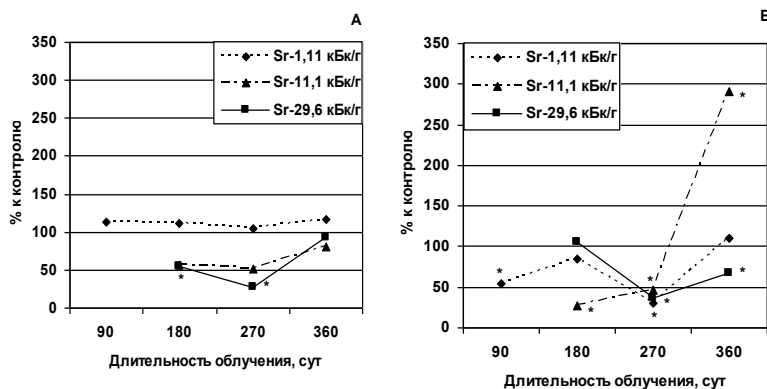 А
350
300
250
200
150
100
50
0
% к контролю
Sr-1,11 кБк/г
Sr-11,1 кБк/г
Sr-29,6 кБк/г
*
*
90 180 270 360
Длительность облучения, сут
350
300
250
200
150
100
50
0
% к контролю
Sr-1,11 кБк/г
Sr-11,1 кБк/г
Sr-29,6 кБк/г
*
*
*
*
*
*
*
90 180 270 360
Длительность облучения, сут